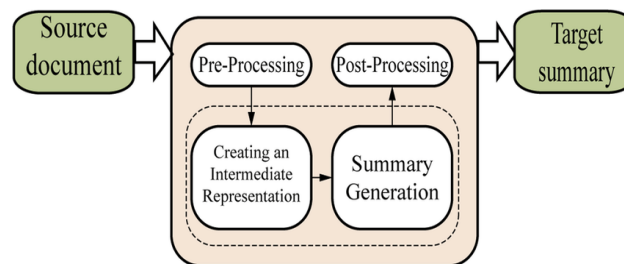 Source
document
Pre-Processing
Post-Processing
Target
summary
Creating an
Intermediate
Representation
Summary
Generation